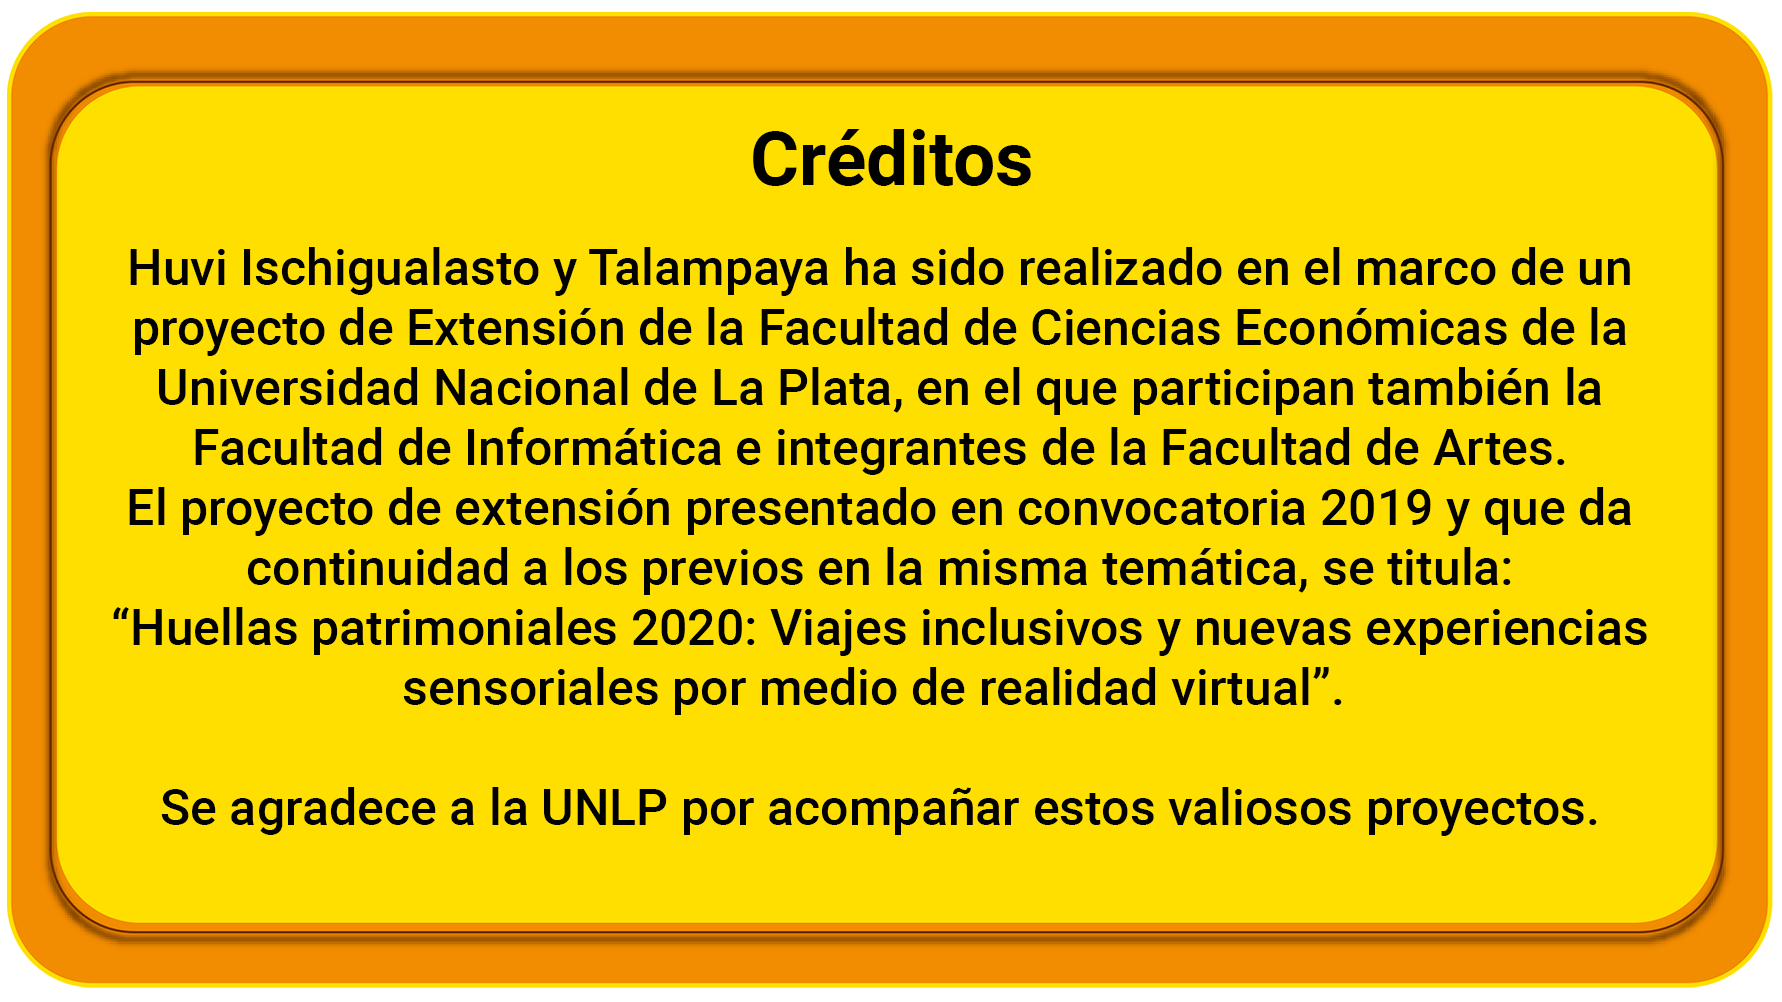 Créditos
Huvi Ischigualasto y Talampaya ha sido realizado en el marco de un
proyecto de Extensión de la Facultad de Ciencias Económicas de la
Universidad Nacional de La Plata, en el que participan también la
Facultad de Informática e integrantes de la Facultad de Artes.
El proyecto de extensión presentado en convocatoria 2019 y que da
continuidad a los previos en la misma temática, se titula:
“Huellas patrimoniales 2020: Viajes inclusivos y nuevas experiencias
sensoriales por medio de realidad virtual”.
Se agradece a la UNLP por acompañar estos valiosos proyectos.